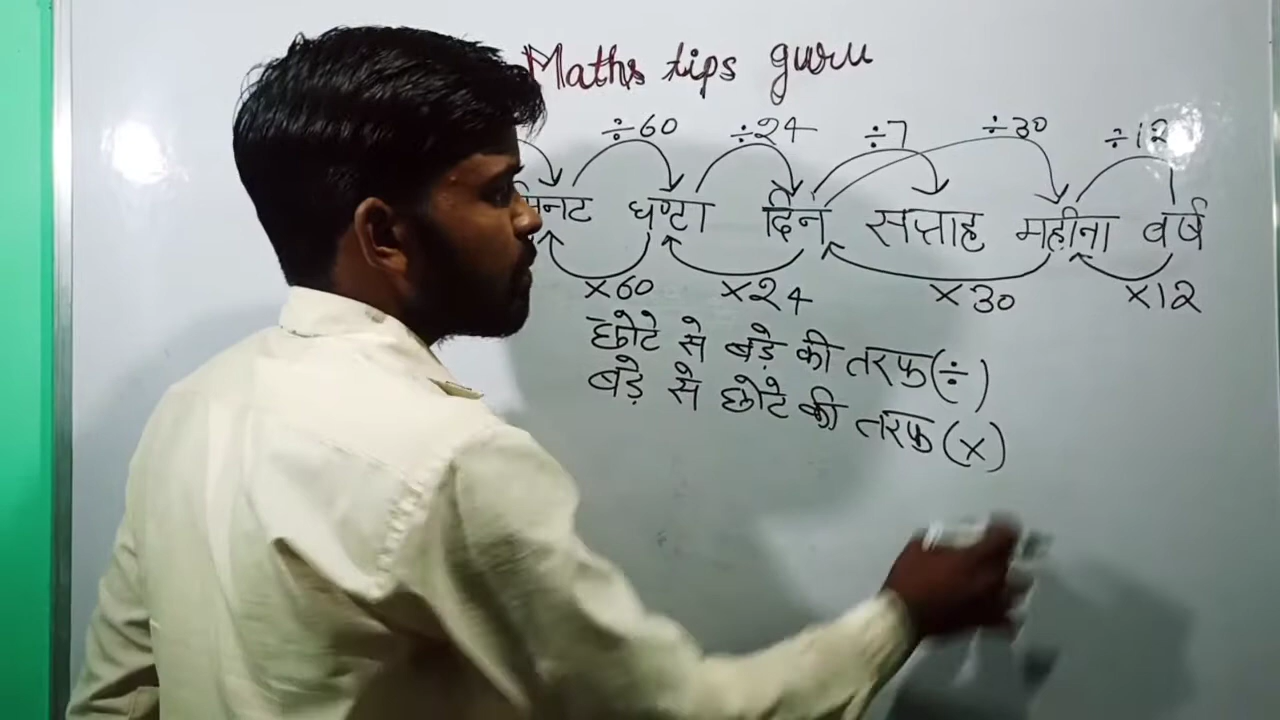 Maths tips guru
÷60 ÷24 ÷7 ÷30 ÷12
घण्टा दिन सप्ताह महीना वर्ष
×60 ×24 ×30 ×12
छोटे से बड़े की तरफ (÷)
बड़े से छोटे की तरफ (×)